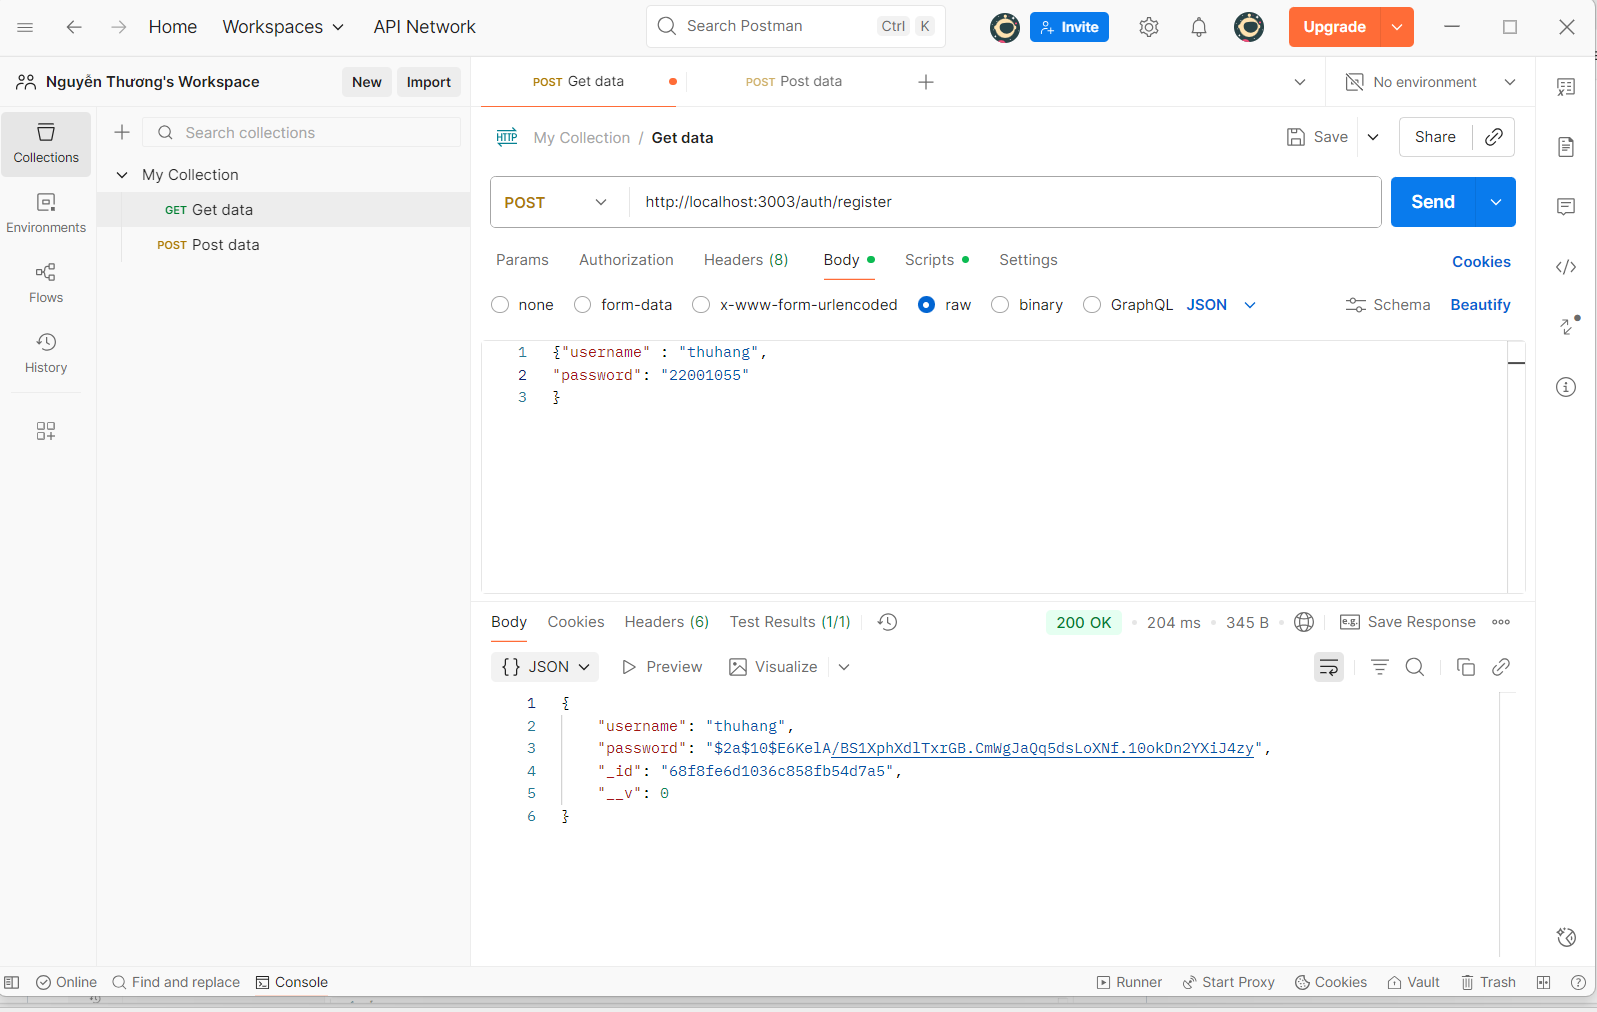 Home Workspaces API Network Search Postman Ctrl K Invite Upgrade
Nguyễn Thương's Workspace New Import
POST Get data POST Post data No environment
Collections
Environments
Flows
History
Search collections
My Collection
GET Get data
POST Post data
HTTP My Collection / Get data Save Share
POST http://localhost:3003/auth/register Send
Params Authorization Headers (8) Body Scripts Settings Cookies
none form-data x-www-form-urlencoded raw binary GraphQL JSON Schema Beautify
1 {"username" : "thuhang",
2 "password": "22001055"
3 }
Body Cookies Headers (6) Test Results (1/1) 200 OK 204 ms 345 B e.g. Save Response
{} JSON Preview Visualize
1 {
2 "username": "thuhang",
3 "password": "$2a$10$E6KelA/BS1XphXdlTxrGB.CmWgJaQq5dsLoXNf.10okDn2YXiJ4zy",
4 "_id": "68f8fe6d1036c858fb54d7a5",
5 "__v": 0
6 }
Online Find and replace Console Runner Start Proxy Cookies Vault Trash